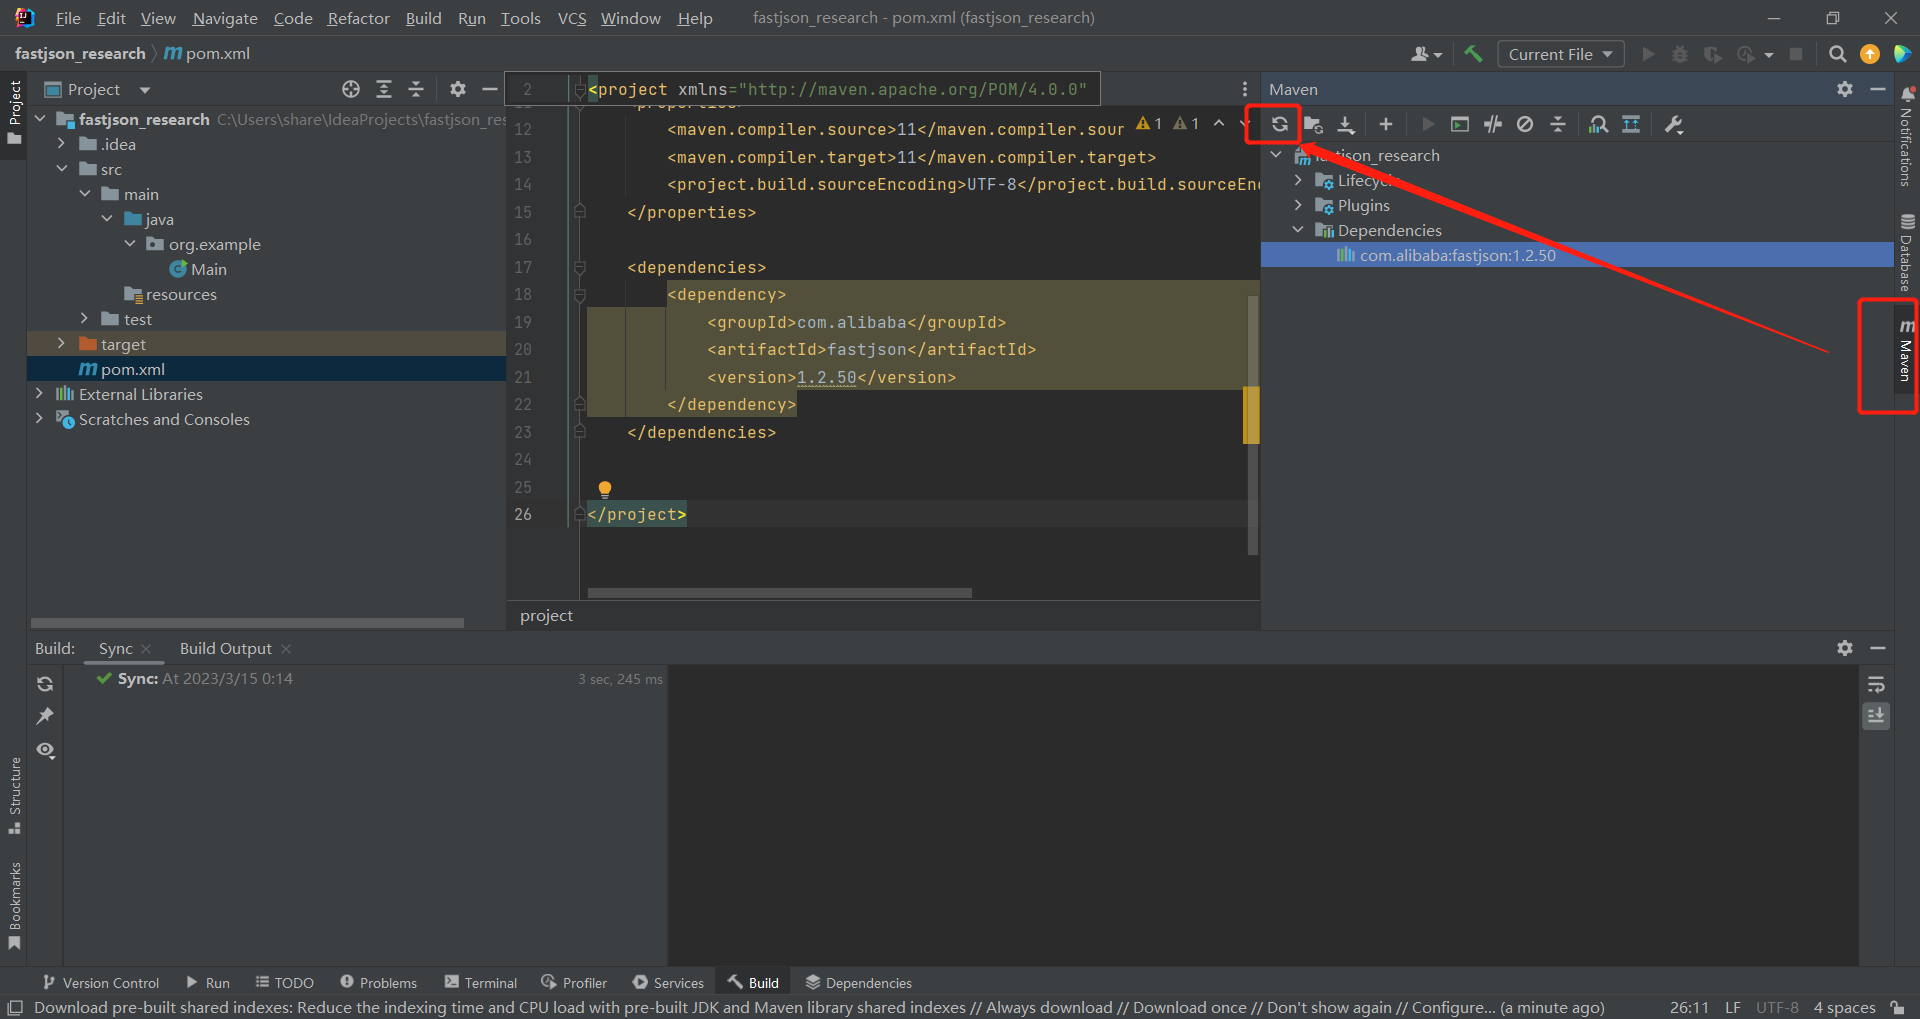 File Edit View Navigate Code Refactor Build Run Tools VCS Window Help fastjson_research - pom.xml (fastjson_research)
fastjson_research pom.xml Current File
Project
Project
fastjson_research C:\Users\share\IdeaProjects\fastjson_res
.idea
src
main
java
org.example
Main
resources
test
target
pom.xml
External Libraries
Scratches and Consoles
2 <project xmlns="http://maven.apache.org/POM/4.0.0"
12 <maven.compiler.source>11</maven.compiler.sour 1 1
13 <maven.compiler.target>11</maven.compiler.target>
14 <project.build.sourceEncoding>UTF-8</project.build.sourceEnc
15 </properties>
16
17 <dependencies>
18 <dependency>
19 <groupId>com.alibaba</groupId>
20 <artifactId>fastjson</artifactId>
21 <version>1.2.50</version>
22 </dependency>
23 </dependencies>
24
25
26 </project>
project
Maven
fastjson_research
Lifecycle
Plugins
Dependencies
com.alibaba:fastjson:1.2.50
Notifications
Database
Maven
Build: Sync Build Output
Sync: At 2023/3/15 0:14 3 sec, 245 ms
Structure
Bookmarks
Version Control Run TODO Problems Terminal Profiler Services Build Dependencies
Download pre-built shared indexes: Reduce the indexing time and CPU load with pre-built JDK and Maven library shared indexes // Always download // Download once // Don't show again // Configure... (a minute ago) 26:11 LF UTF-8 4 spaces